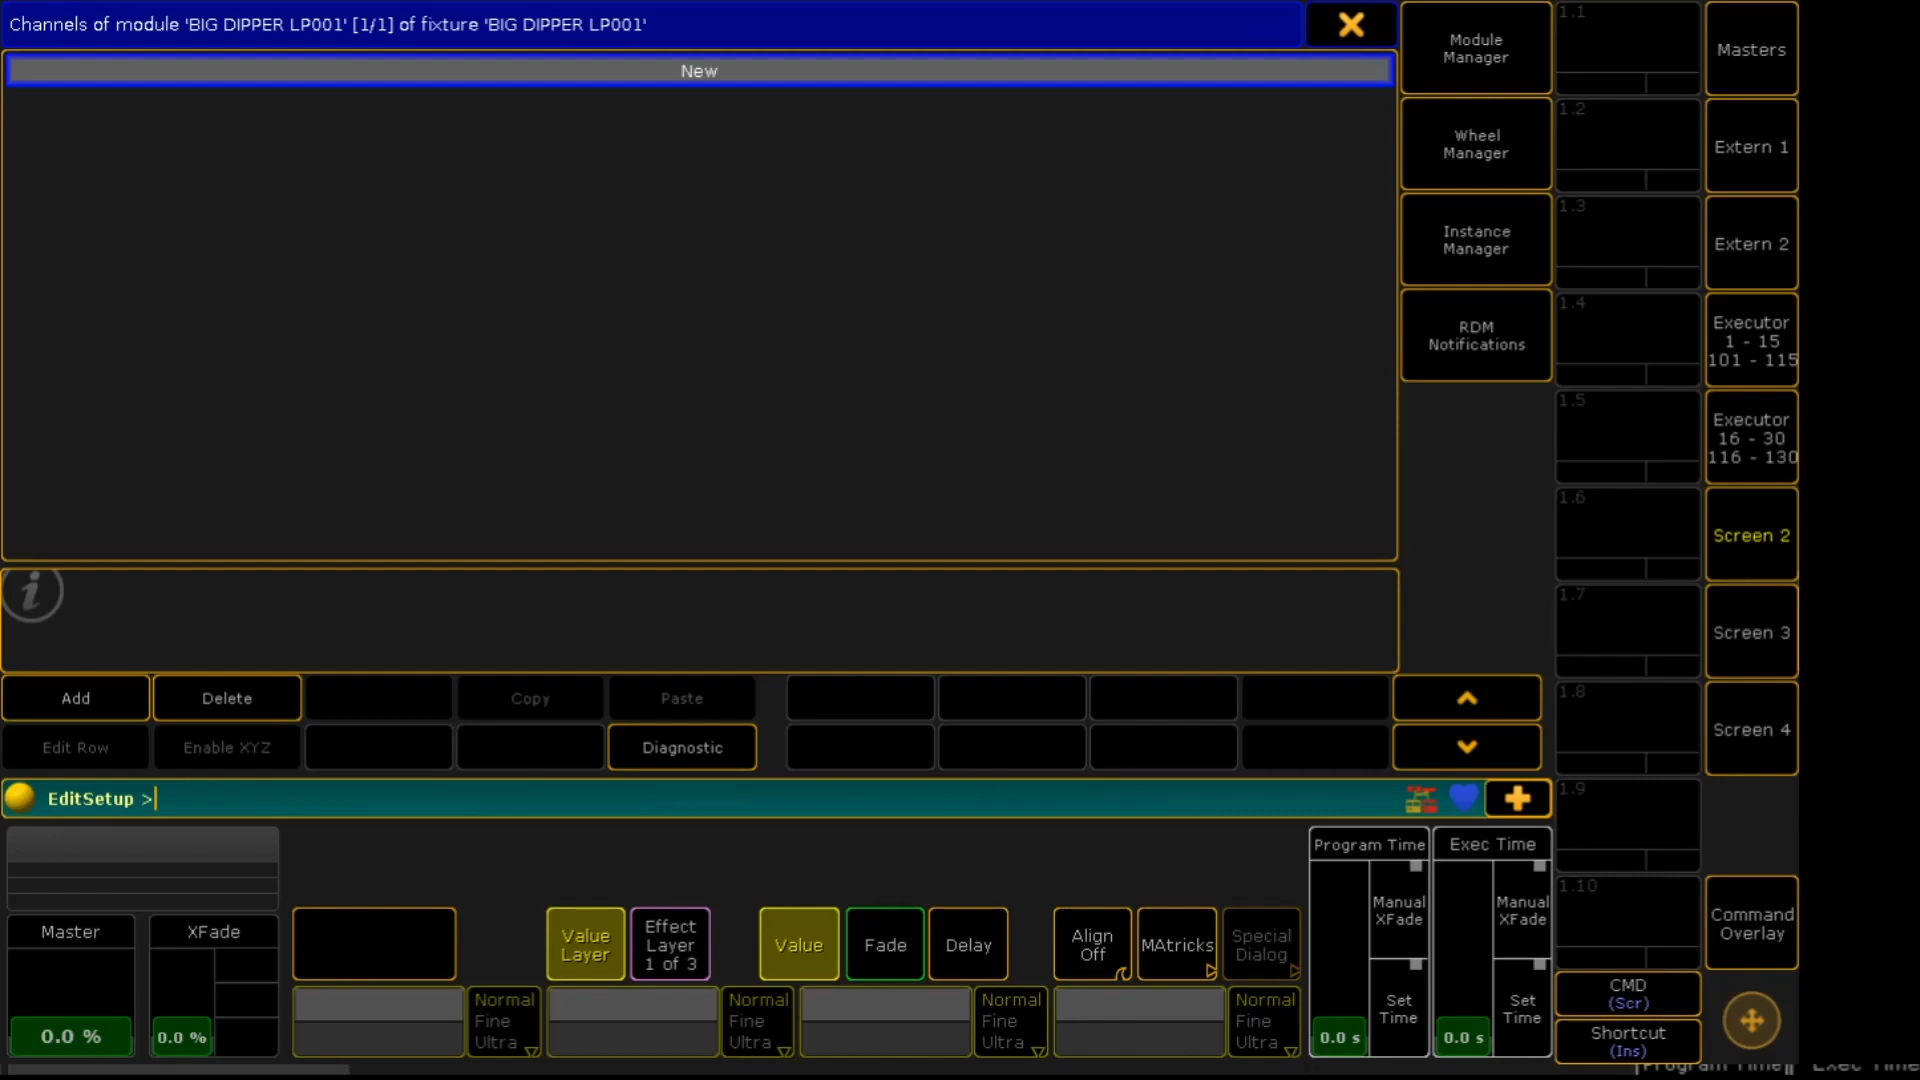 Channels of module 'BIG DIPPER LP001' [1/1] of fixture 'BIG DIPPER LP001'
New
Module
Manager
Wheel
Manager
Instance
Manager
RDM
Notifications
1.1
1.2
1.3
1.4
1.5
1.6
1.7
1.8
1.9
1.10
Masters
Extern 1
Extern 2
Executor
1 - 15
101 - 115
Executor
16 - 30
116 - 130
Screen 2
Screen 3
Screen 4
Command
Overlay
Add
Delete
Copy
Paste
Edit Row
Enable XYZ
Diagnostic
EditSetup >
Master
0.0 %
XFade
0.0 %
Value
Layer
Effect
Layer
1 of 3
Value
Fade
Delay
Align
Off
MAtricks
Special
Dialog
Normal
Fine
Ultra
Normal
Fine
Ultra
Normal
Fine
Ultra
Normal
Fine
Ultra
Program Time
Manual
XFade
Set
Time
0.0 s
Exec Time
Manual
XFade
Set
Time
0.0 s
CMD
(Scr)
Shortcut
(Ins)
Program Time
Exec Time